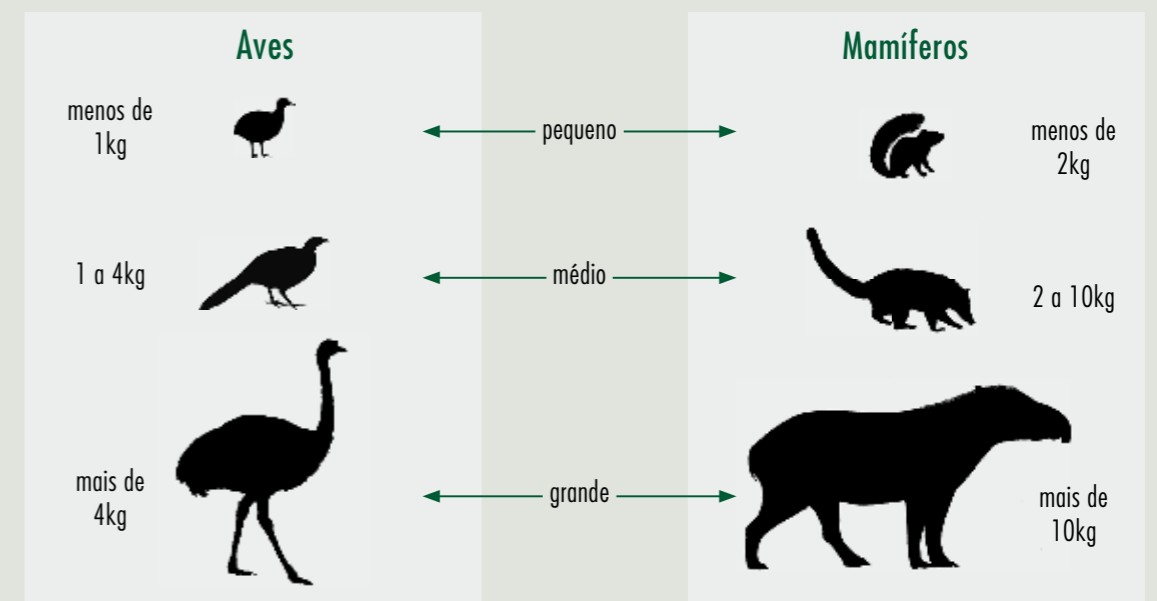 Aves
Mamíferos
menos de
1kg
pequeno
menos de
2kg
1 a 4kg
médio
2 a 10kg
mais de
4kg
grande
mais de
10kg